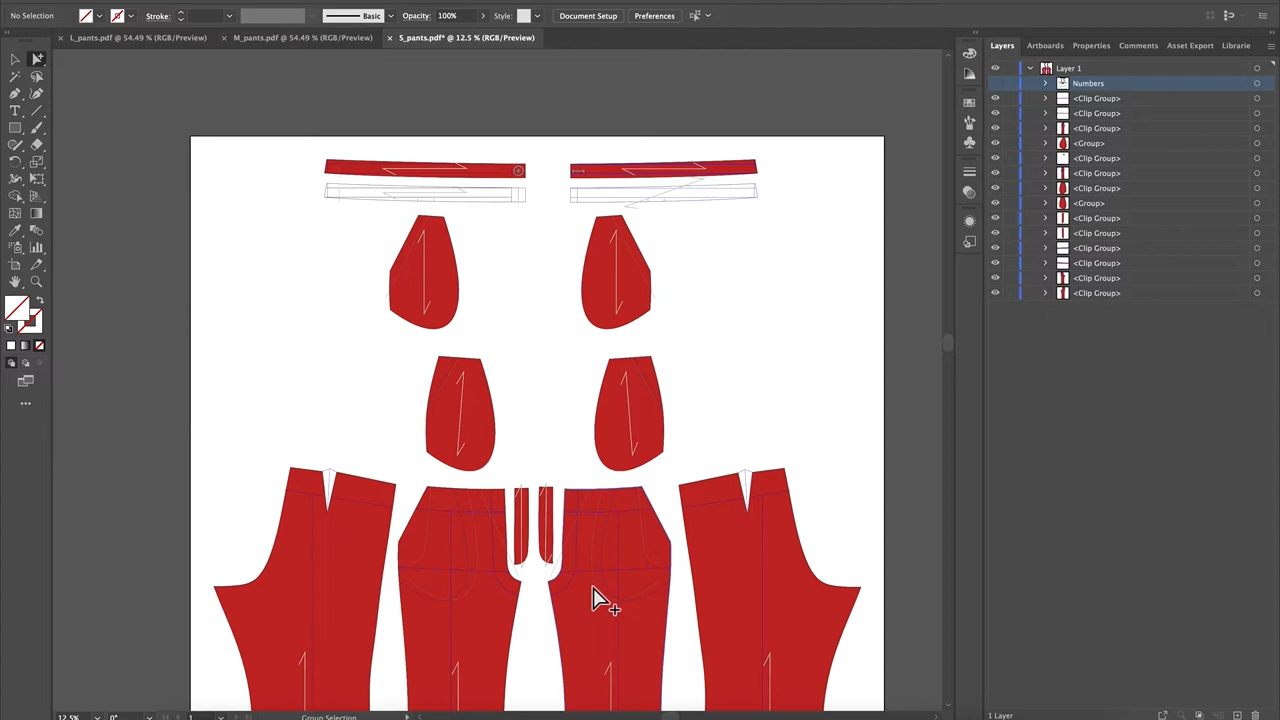 No Selection Stroke: Basic Opacity: 100% Style: Document Setup Preferences
× L_pants.pdf @ 54.49 % (RGB/Preview) × M_pants.pdf @ 54.49 % (RGB/Preview) × S_pants.pdf* @ 12.5 % (RGB/Preview)
Layers Artboards Properties Comments Asset Export Librarie
Layer 1
Numbers
<Clip Group>
<Clip Group>
<Clip Group>
<Group>
<Clip Group>
<Clip Group>
<Clip Group>
<Group>
<Clip Group>
<Clip Group>
<Clip Group>
<Clip Group>
<Clip Group>
<Clip Group>
12.5% 0° 1 Group Selection
1 Layer